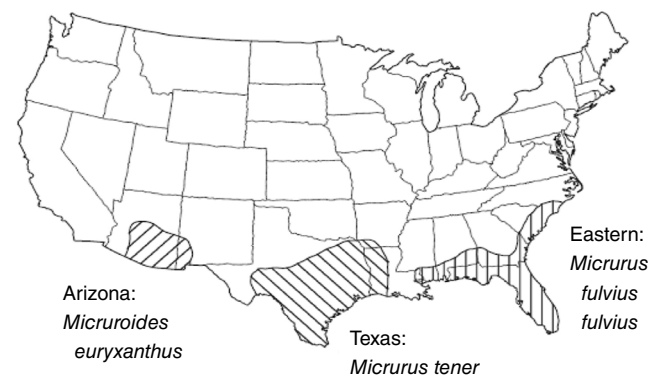 Eastern:
Micrurus
fulvius
fulvius
Arizona:
Micruroides
euryxanthus
Texas:
Micrurus tener